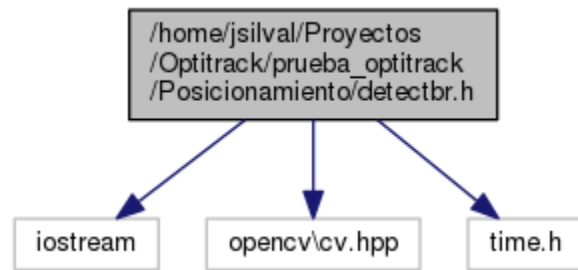 /home/jsilval/Proyectos
/Optitrack/prueba_optitrack
/Posicionamiento/detectbr.h
iostream
opencv\cv.hpp
time.h